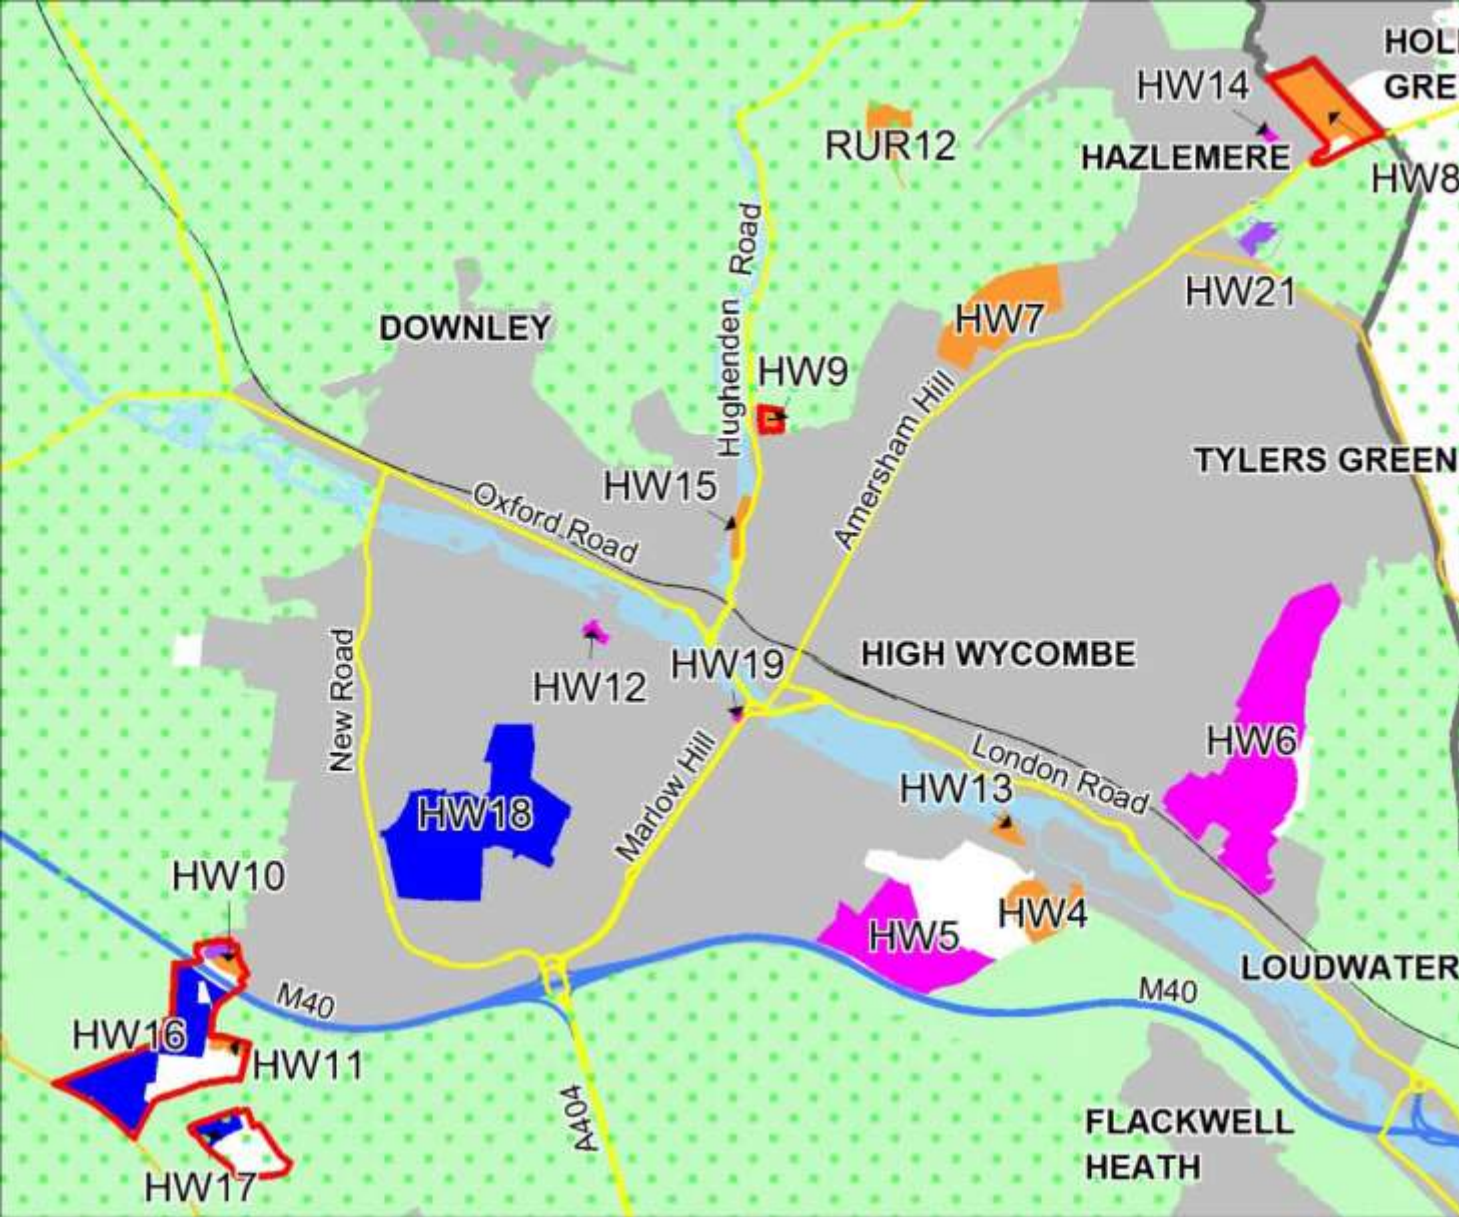 HOL
GRE
HW14
RUR12
HAZLEMERE
HW8
Hughenden Road
HW21
HW7
DOWNLEY
HW9
Amersham Hill
TYLERS GREEN
HW15
Oxford Road
New Road
HIGH WYCOMBE
HW19
HW12
HW6
Marlow Hill
London Road
HW13
HW18
HW10
HW4
HW5
LOUDWATER
M40
M40
HW16
HW11
A404
FLACKWELL
HEATH
HW17